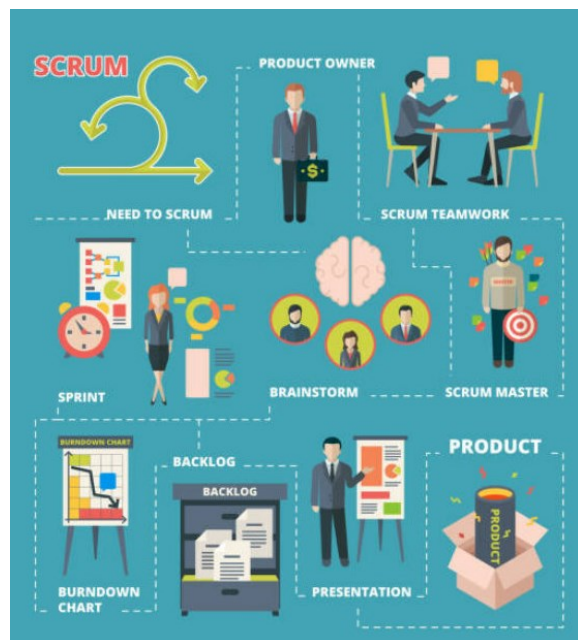 SCRUM
PRODUCT OWNER
NEED TO SCRUM
SCRUM TEAMWORK
SPRINT
BRAINSTORM
SCRUM MASTER
BURNDOWN CHART
BACKLOG
BACKLOG
PRODUCT
PRODUCT
BURNDOWN
CHART
PRESENTATION